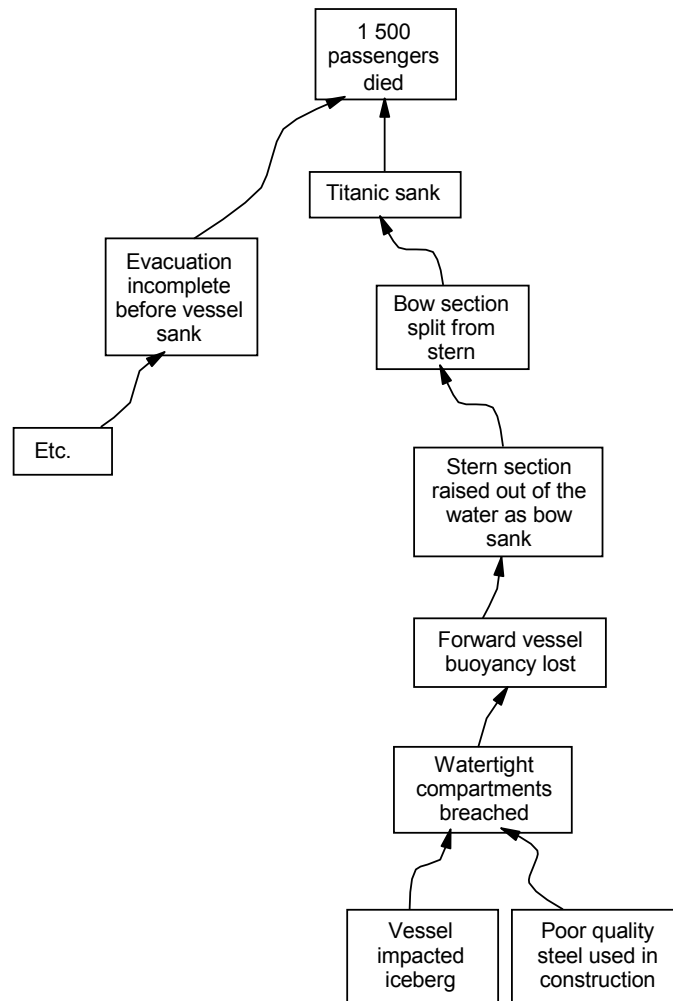 1 500
passengers
died
Titanic sank
Evacuation
incomplete
before vessel
sank
Bow section
split from
stern
Etc.
Stern section
raised out of the
water as bow
sank
Forward vessel
buoyancy lost
Watertight
compartments
breached
Vessel
impacted
iceberg
Poor quality
steel used in
construction